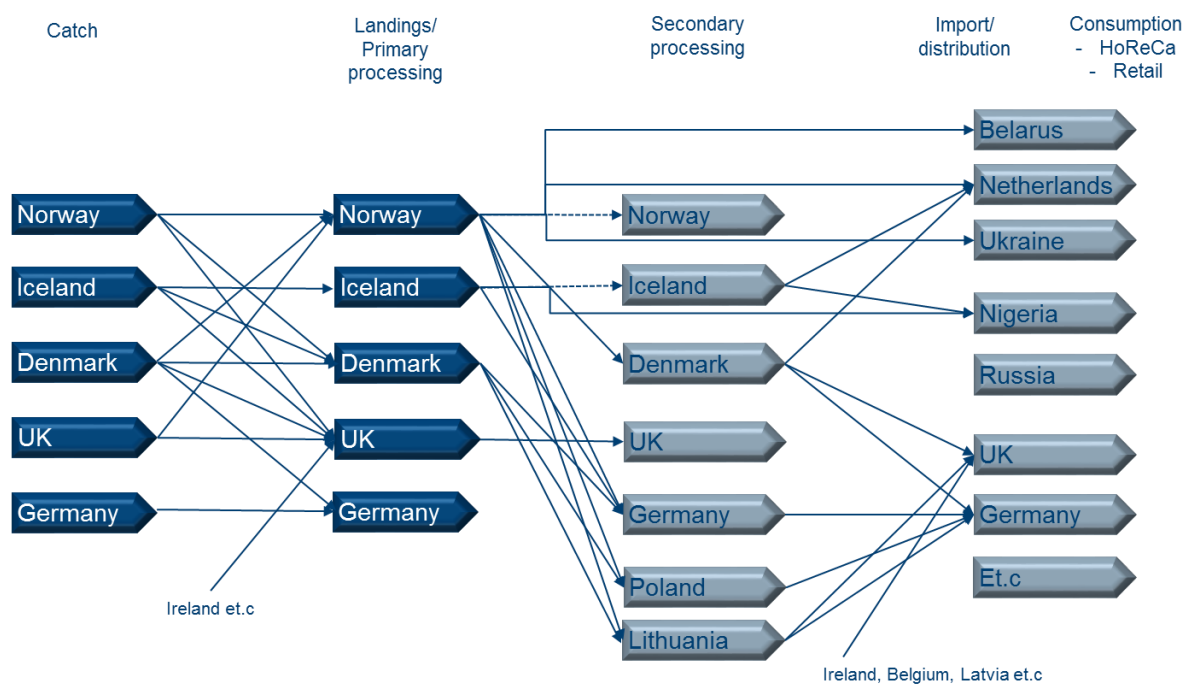 Catch
Landings/
Primary
processing
Secondary
processing
Import/
distribution
Consumption
- HoReCa
- Retail
Norway
Iceland
Denmark
UK
Germany
Ireland et.c
Norway
Iceland
Denmark
UK
Germany
Norway
Iceland
Denmark
UK
Germany
Poland
Lithuania
Belarus
Netherlands
Ukraine
Nigeria
Russia
UK
Germany
Et.c
Ireland, Belgium, Latvia et.c